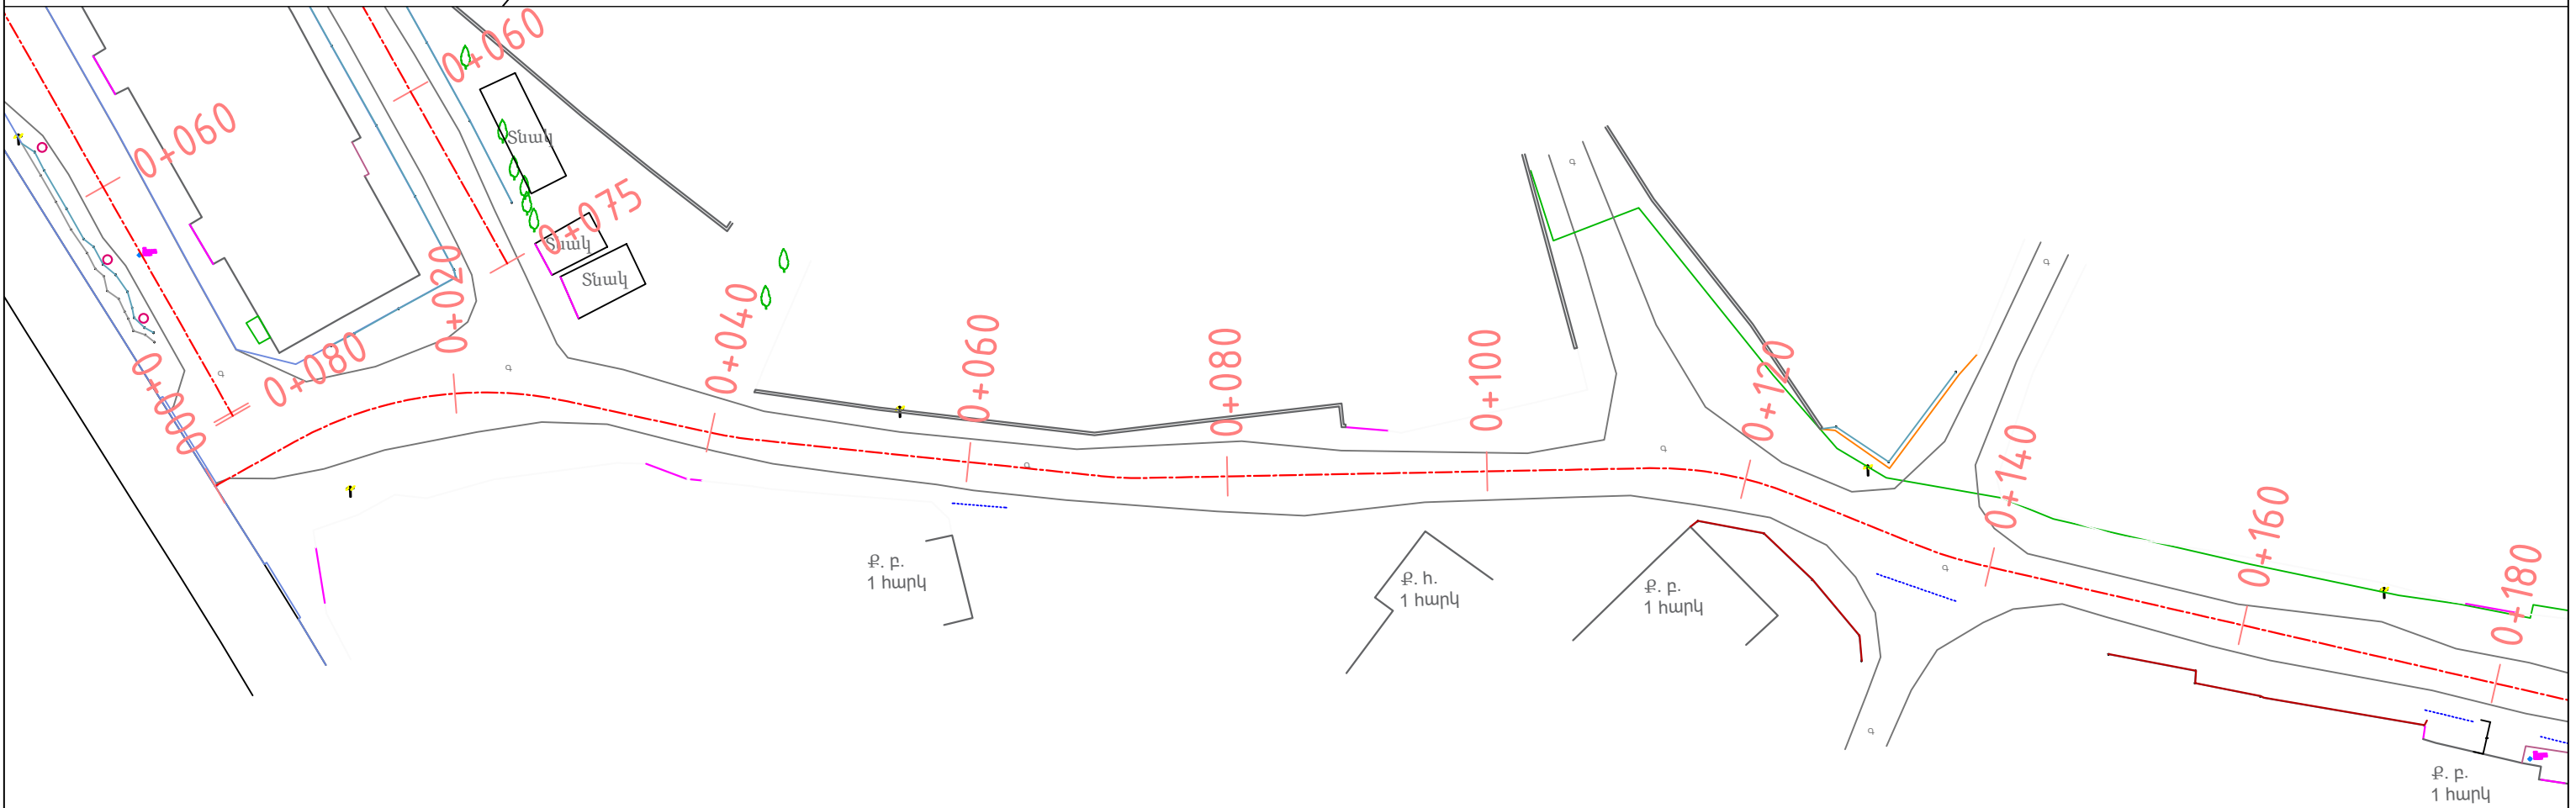 0+060
0+060
Տնակ
0+075
Տնակ
Տնակ
0+020
0+040
0+080
0+000
գ
գ
0+060
0+080
0+100
գ
0+120
գ
գ
գ
0+140
0+160
0+180
Ք. բ.
1 հարկ
Ք. հ.
1 հարկ
Ք. բ.
1 հարկ
գ
գ
Ք. բ.
1 հարկ